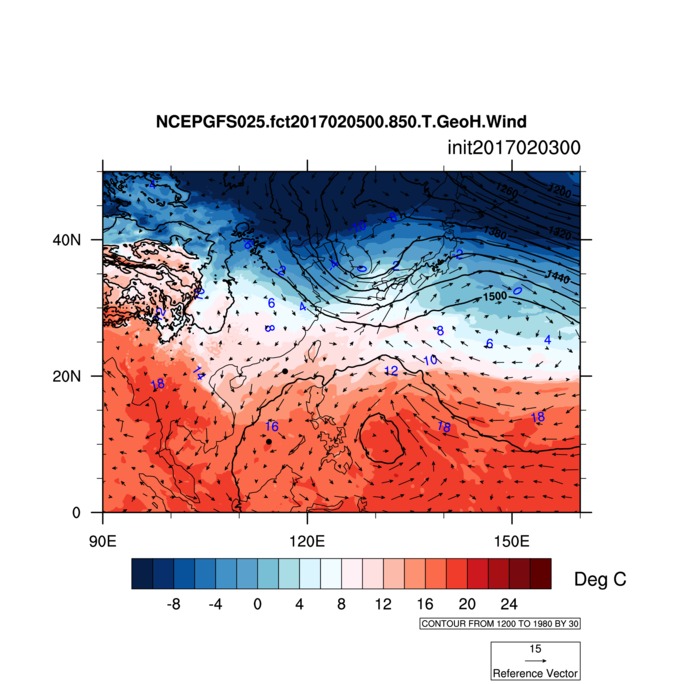 NCEPGFS025.fct2017020500.850.T.GeoH.Wind
init2017020300
1260 1200
1380 1320
40N
1440
1500
6 4
8 8
6 4
10
20N 12
18 14
18
16 18
0
90E 120E 150E
-8 -4 0 4 8 12 16 20 24 Deg C
CONTOUR FROM 1200 TO 1980 BY 30
15
Reference Vector